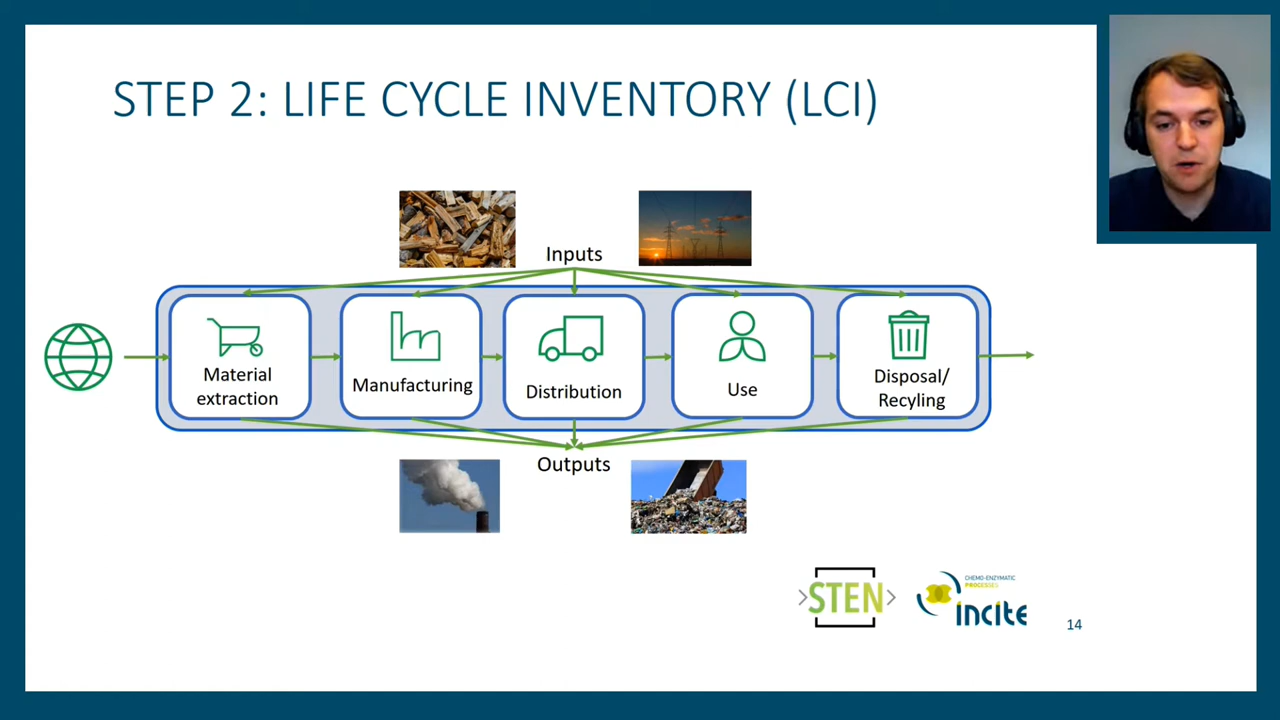 STEP 2: LIFE CYCLE INVENTORY (LCI)
Inputs
Material
extraction
Manufacturing
Distribution
Use
Disposal/
Recyling
Outputs
STEN
CHEMO-ENZYMATIC
PROCESSES
incite
14